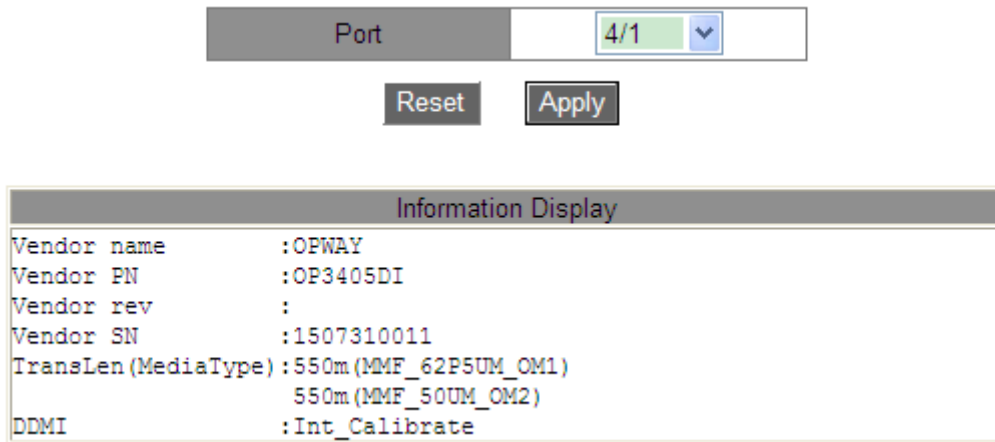 Port 4/1
Reset Apply
Information Display
Vendor name :OPWAY
Vendor PN :OP3405DI
Vendor rev :
Vendor SN :1507310011
TransLen(MediaType):550m(MMF_62P5UM_OM1)
550m(MMF_50UM_OM2)
DDMI :Int_Calibrate